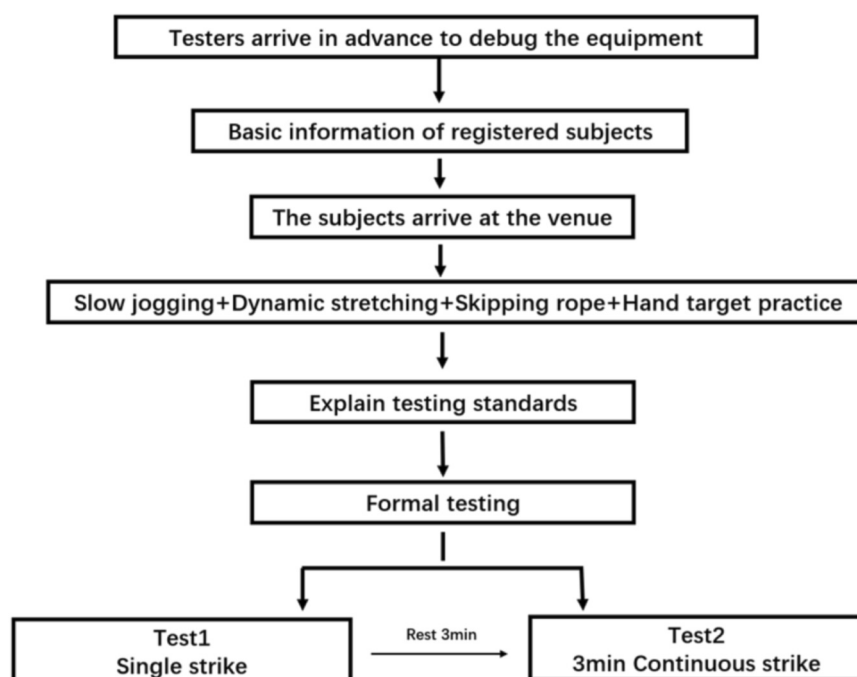 Testers arrive in advance to debug the equipment
Basic information of registered subjects
The subjects arrive at the venue
Slow jogging+Dynamic stretching+Skipping rope+Hand target practice
Explain testing standards
Formal testing
Test1
Single strike
Rest 3min
Test2
3min Continuous strike